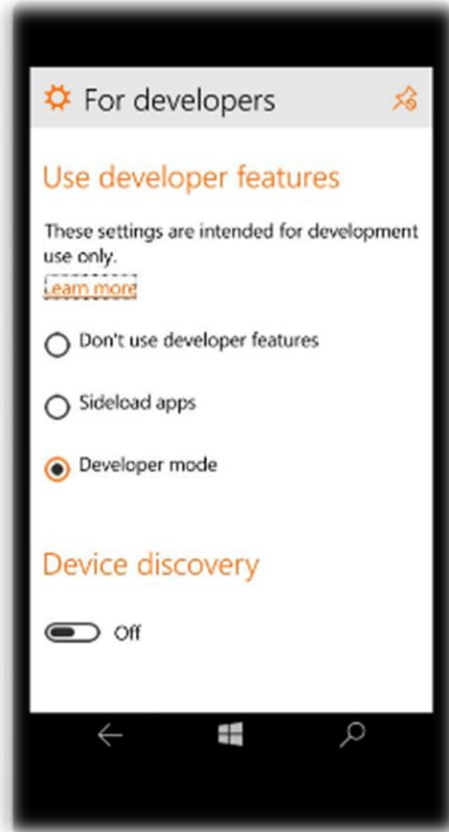 For developers
Use developer features
These settings are intended for development
use only.
Learn more
Don't use developer features
Sideload apps
Developer mode
Device discovery
Off